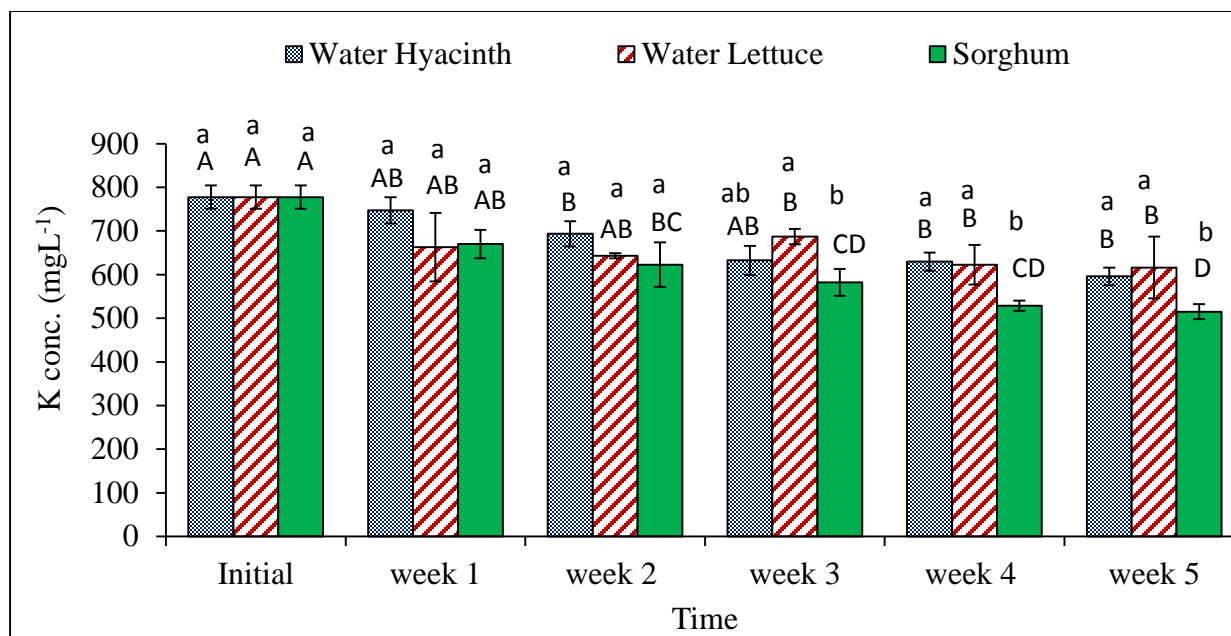 Water Hyacinth Water Lettuce Sorghum
a a a a a a a a a ab a b a a b a a b
A A A AB AB AB B AB BC AB B CD B B CD B B D
900
800
700
600
500
400
300
200
100
0
K conc. (mgL-1)
Initial week 1 week 2 week 3 week 4 week 5
Time